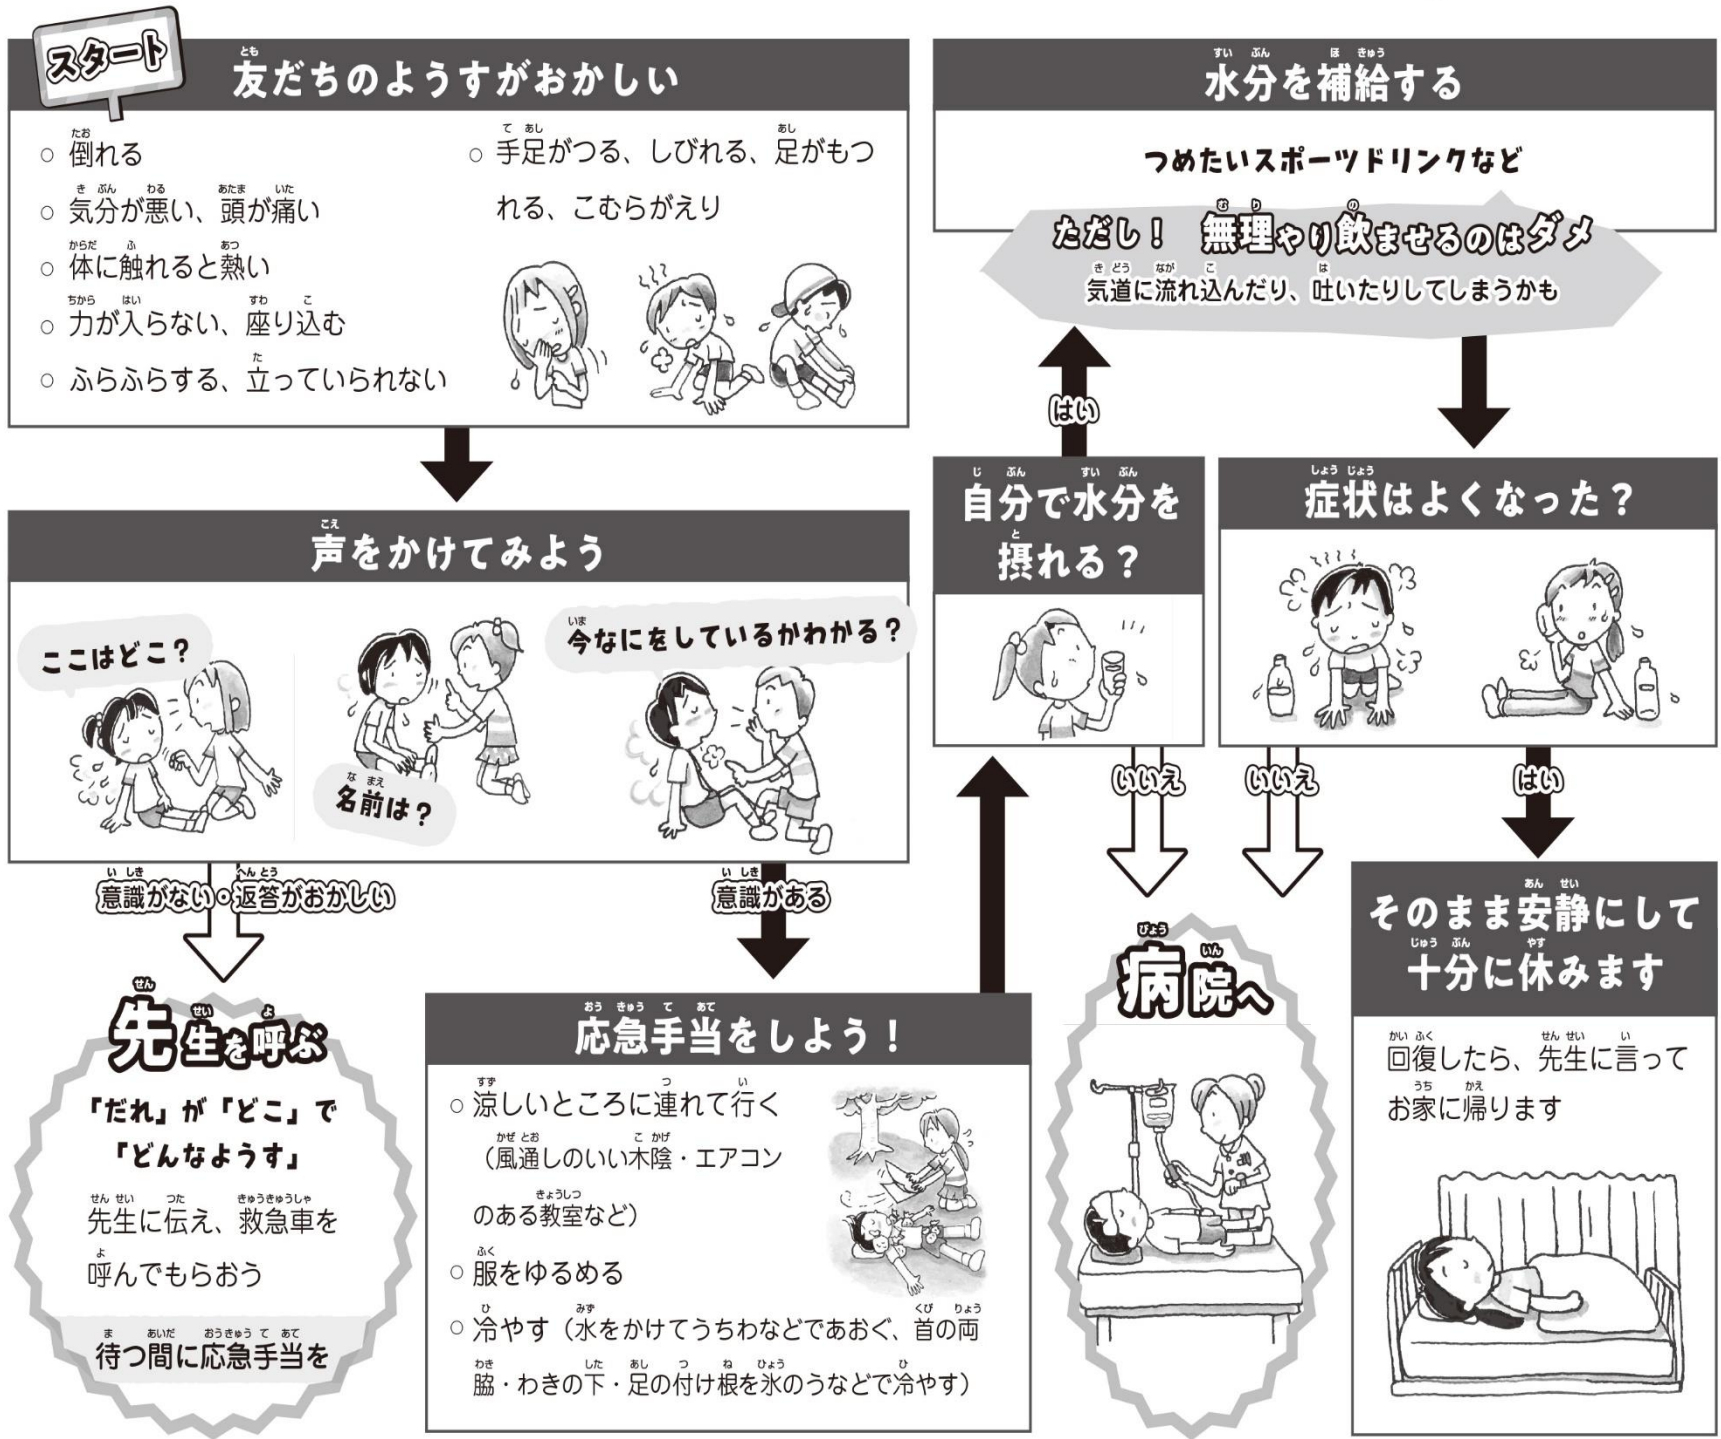 スタート
友だちのようすがおかしい
○ 倒れる
○ 気分が悪い、頭が痛い
○ 体に触れると熱い
○ 力が入らない、座り込む
○ ふらふらする、立っていられない
○ 手足がつる、しびれる、足がもつ
れる、こむらがえり
声をかけてみよう
ここはどこ?
名前は?
今なにをしているかわかる?
意識がない・返答がおかしい
意識がある
先生を呼ぶ
「だれ」が「どこ」で
「どんなようす」
先生に伝え、救急車を
呼んでもらおう
待つ間に応急手当を
応急手当をしよう!
○ 涼しいところに連れて行く
(風通しのいい木陰・エアコン
のある教室など)
○ 服をゆるめる
○ 冷やす(水をかけてうちわなどであおぐ、首の両
脇・わきの下・足の付け根を氷のうなどで冷やす)
自分で水分を
摂れる?
はい
いいえ
水分を補給する
つめたいスポーツドリンクなど
ただし! 無理やり飲ませるのはダメ
気道に流れ込んだり、吐いたりしてしまうかも
症状はよくなった?
いいえ
はい
病院へ
そのまま安静にして
十分に休みます
回復したら、先生に言って
お家に帰ります